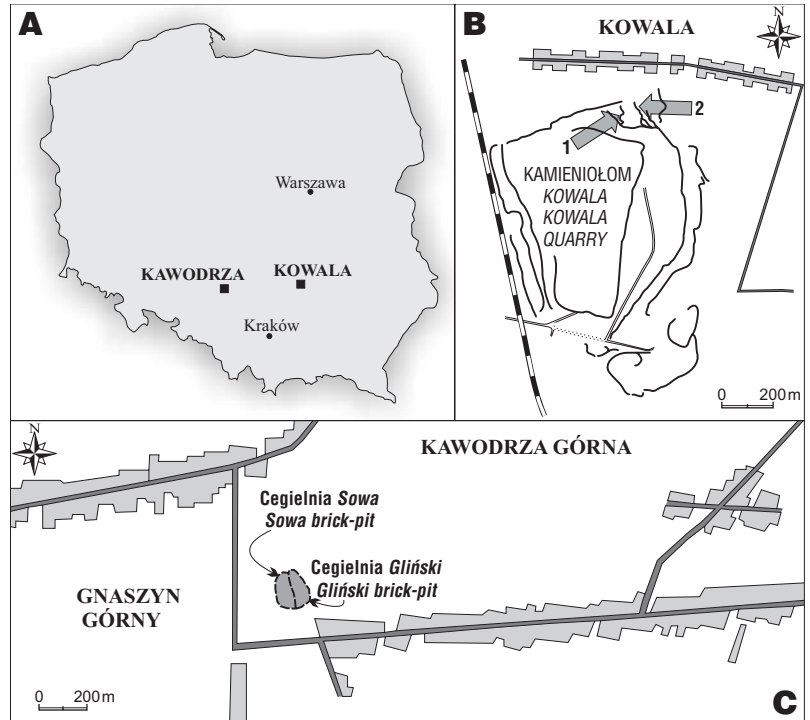 A
Warszawa
KAWODRZA
KOWALA
Kraków
B
KOWALA
N
1
2
KAMIENIOŁOM
KOWALA
KOWALA
QUARRY
0 200 m
N
KAWODRZA GÓRNA
Cegielnia Sowa
Sowa brick-pit
Cegielnia Gliński
Gliński brick-pit
GNASZYN
GÓRNY
0 200 m
C